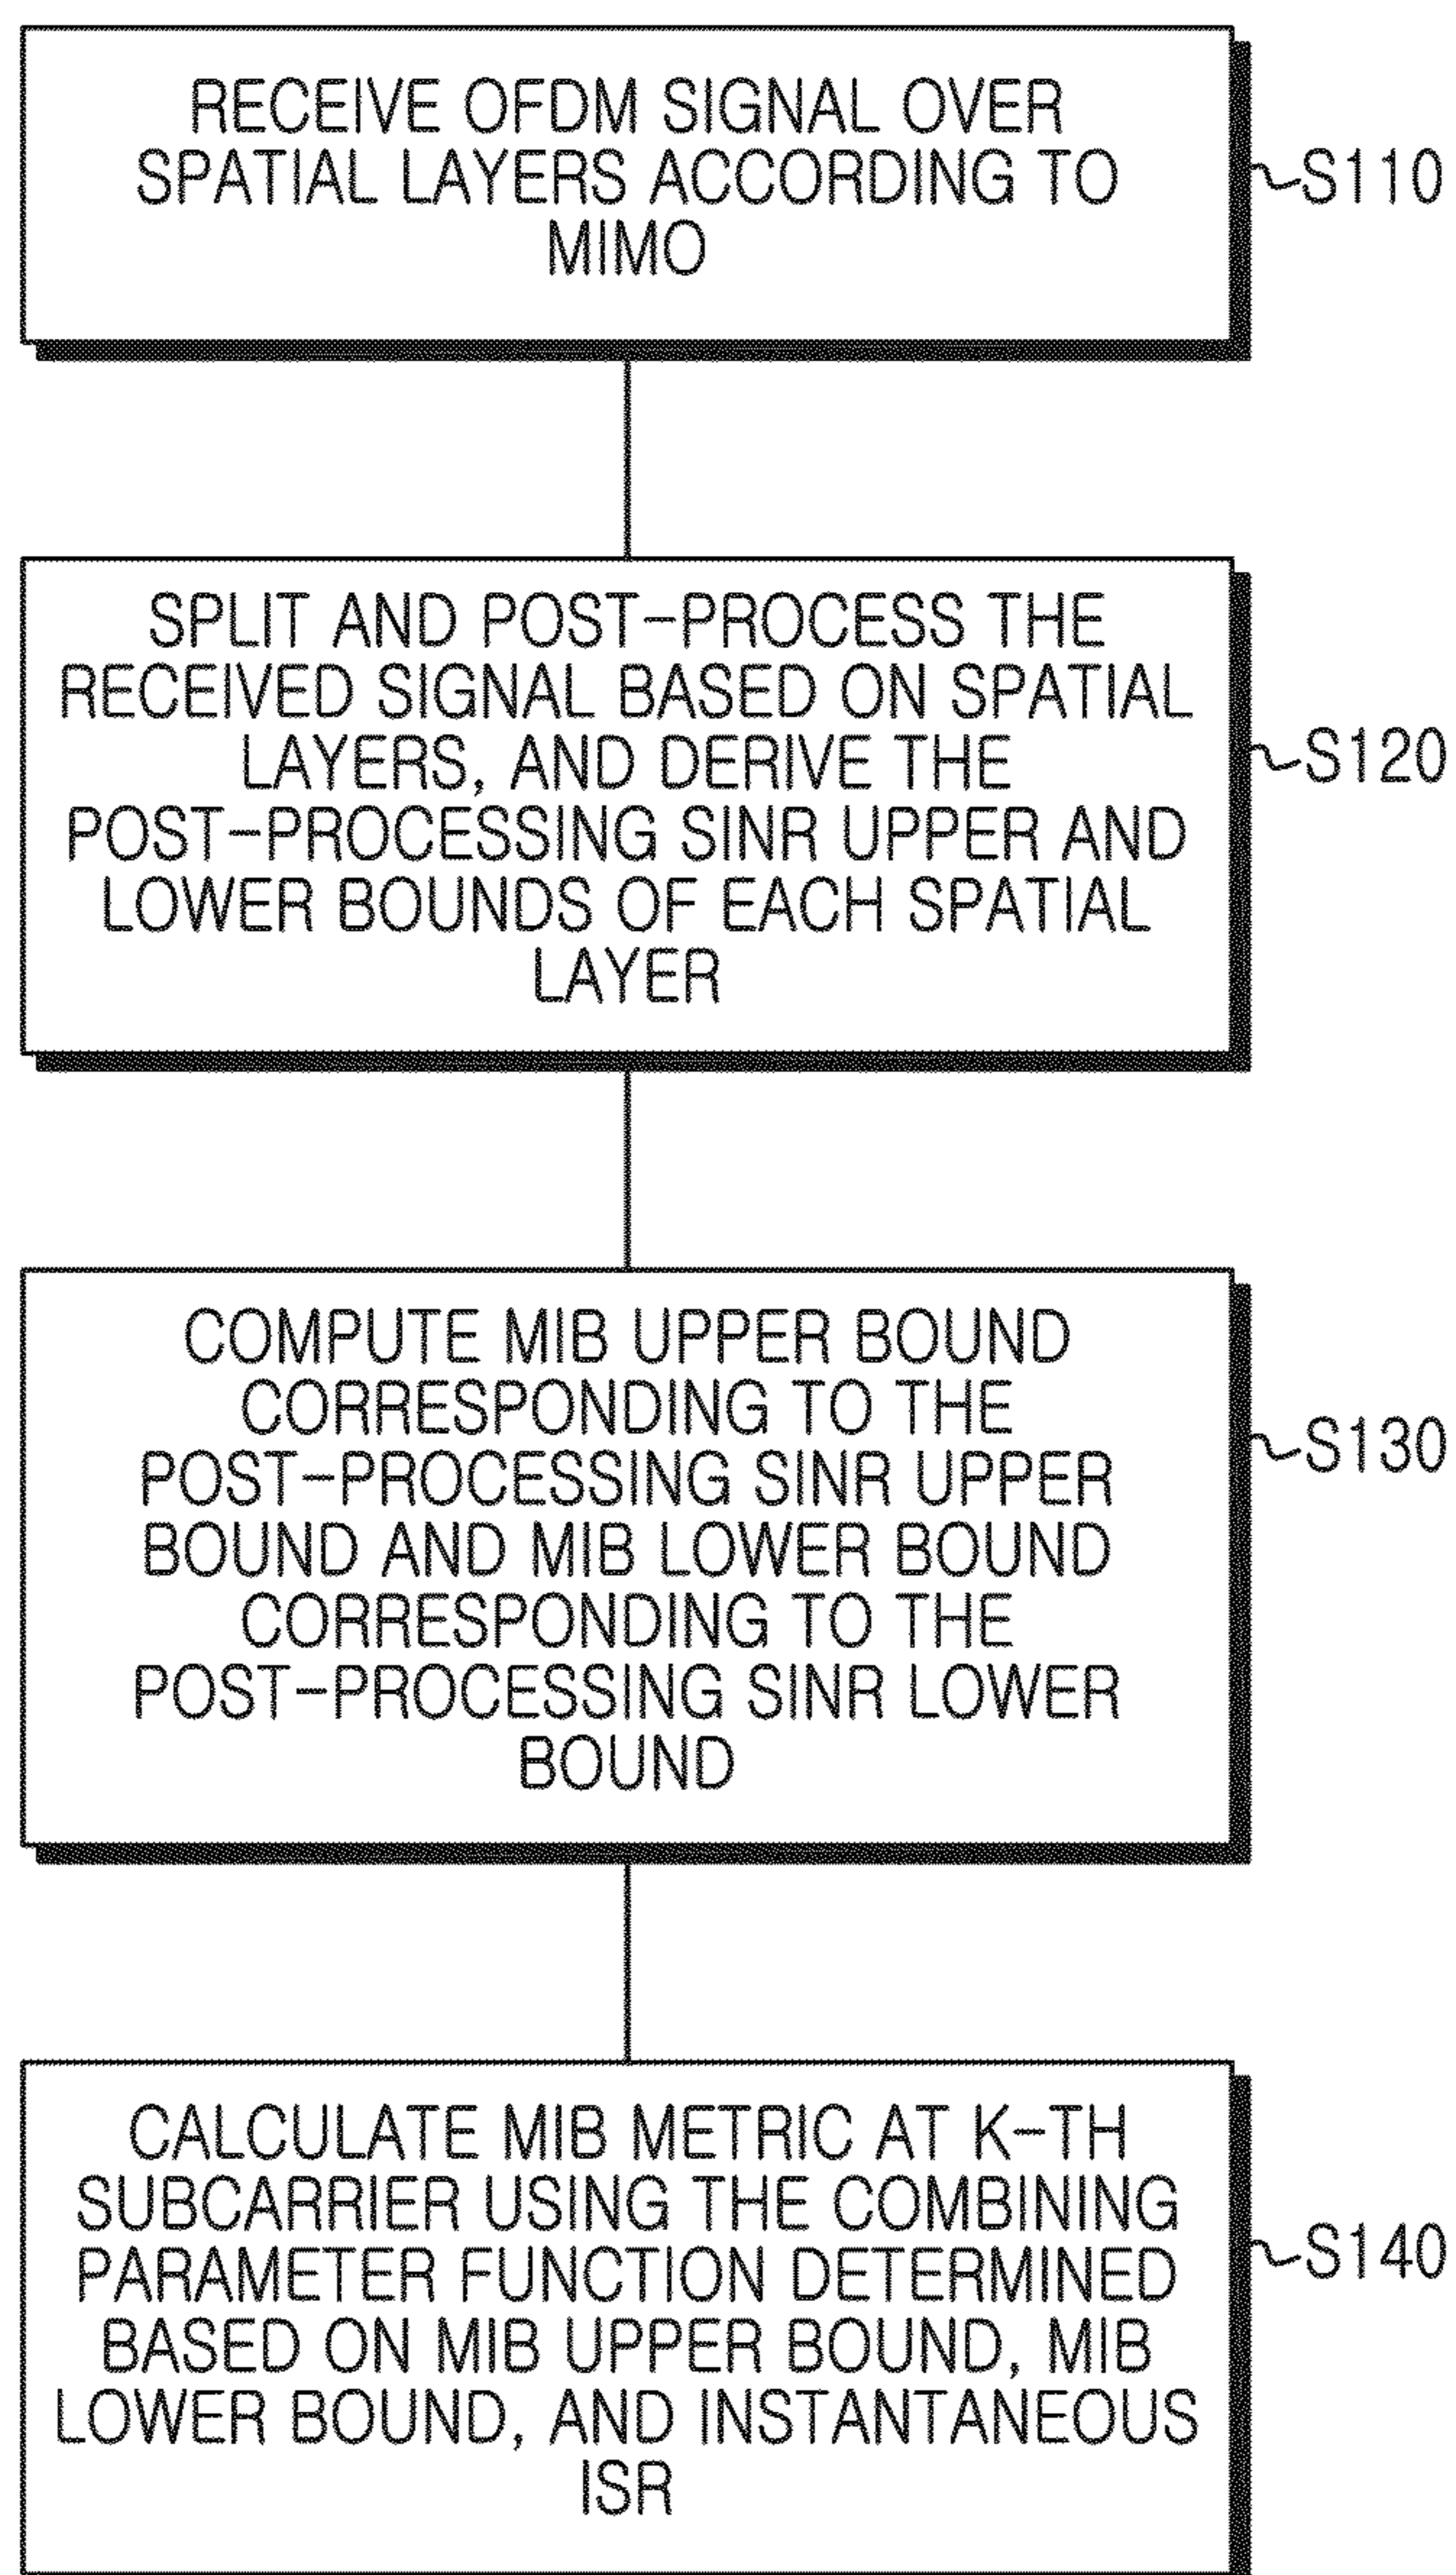 RECEIVE OFDM SIGNAL OVER
SPATIAL LAYERS ACCORDING TO
MIMO
S110
SPLIT AND POST-PROCESS THE
RECEIVED SIGNAL BASED ON SPATIAL
LAYERS, AND DERIVE THE
POST-PROCESSING SINR UPPER AND
LOWER BOUNDS OF EACH SPATIAL
LAYER
S120
COMPUTE MIB UPPER BOUND
CORRESPONDING TO THE
POST-PROCESSING SINR UPPER
BOUND AND MIB LOWER BOUND
CORRESPONDING TO THE
POST-PROCESSING SINR LOWER
BOUND
S130
CALCULATE MIB METRIC AT K-TH
SUBCARRIER USING THE COMBINING
PARAMETER FUNCTION DETERMINED
BASED ON MIB UPPER BOUND, MIB
LOWER BOUND, AND INSTANTANEOUS
ISR
S140